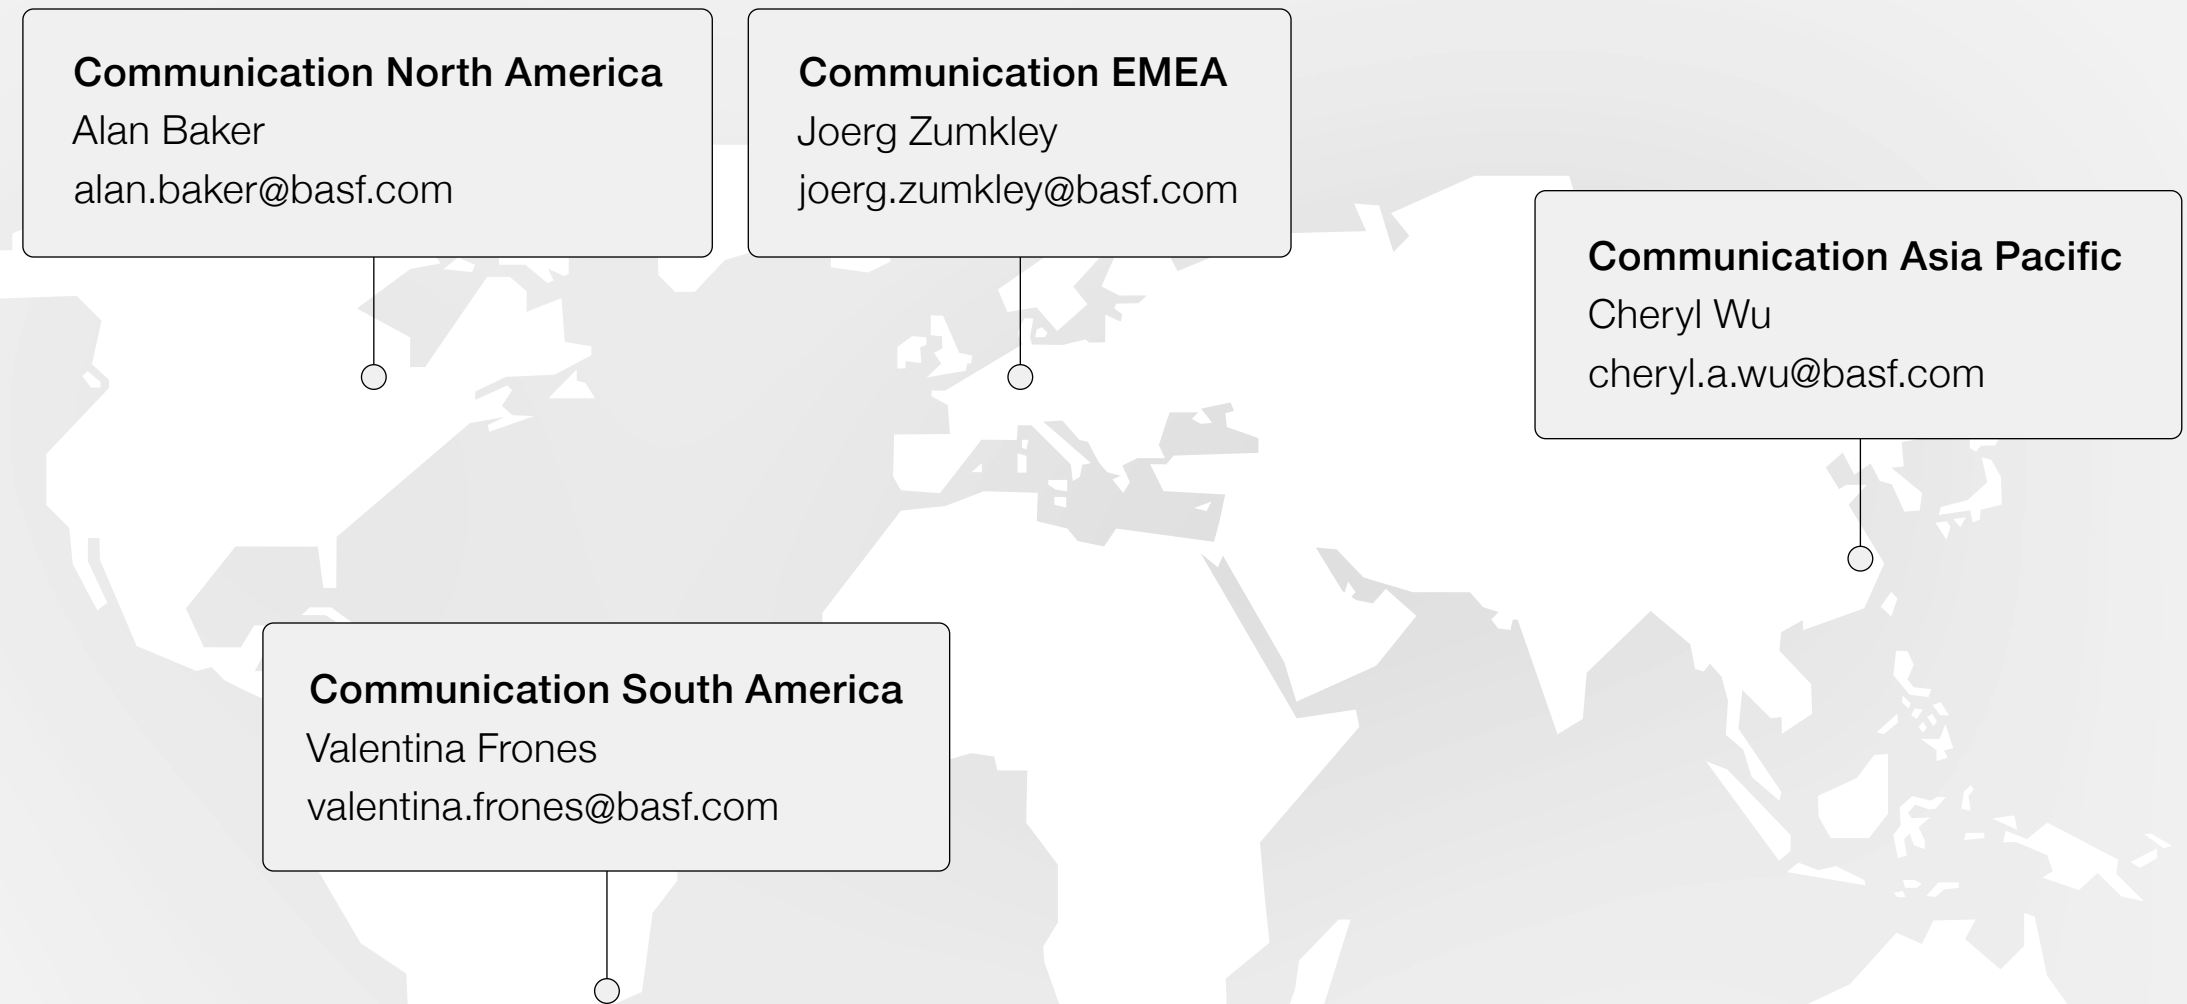 Communication North America
Alan Baker
alan.baker@basf.com
Communication EMEA
Joerg Zumkley
joerg.zumkley@basf.com
Communication Asia Pacific
Cheryl Wu
cheryl.a.wu@basf.com
Communication South America
Valentina Frones
valentina.frones@basf.com